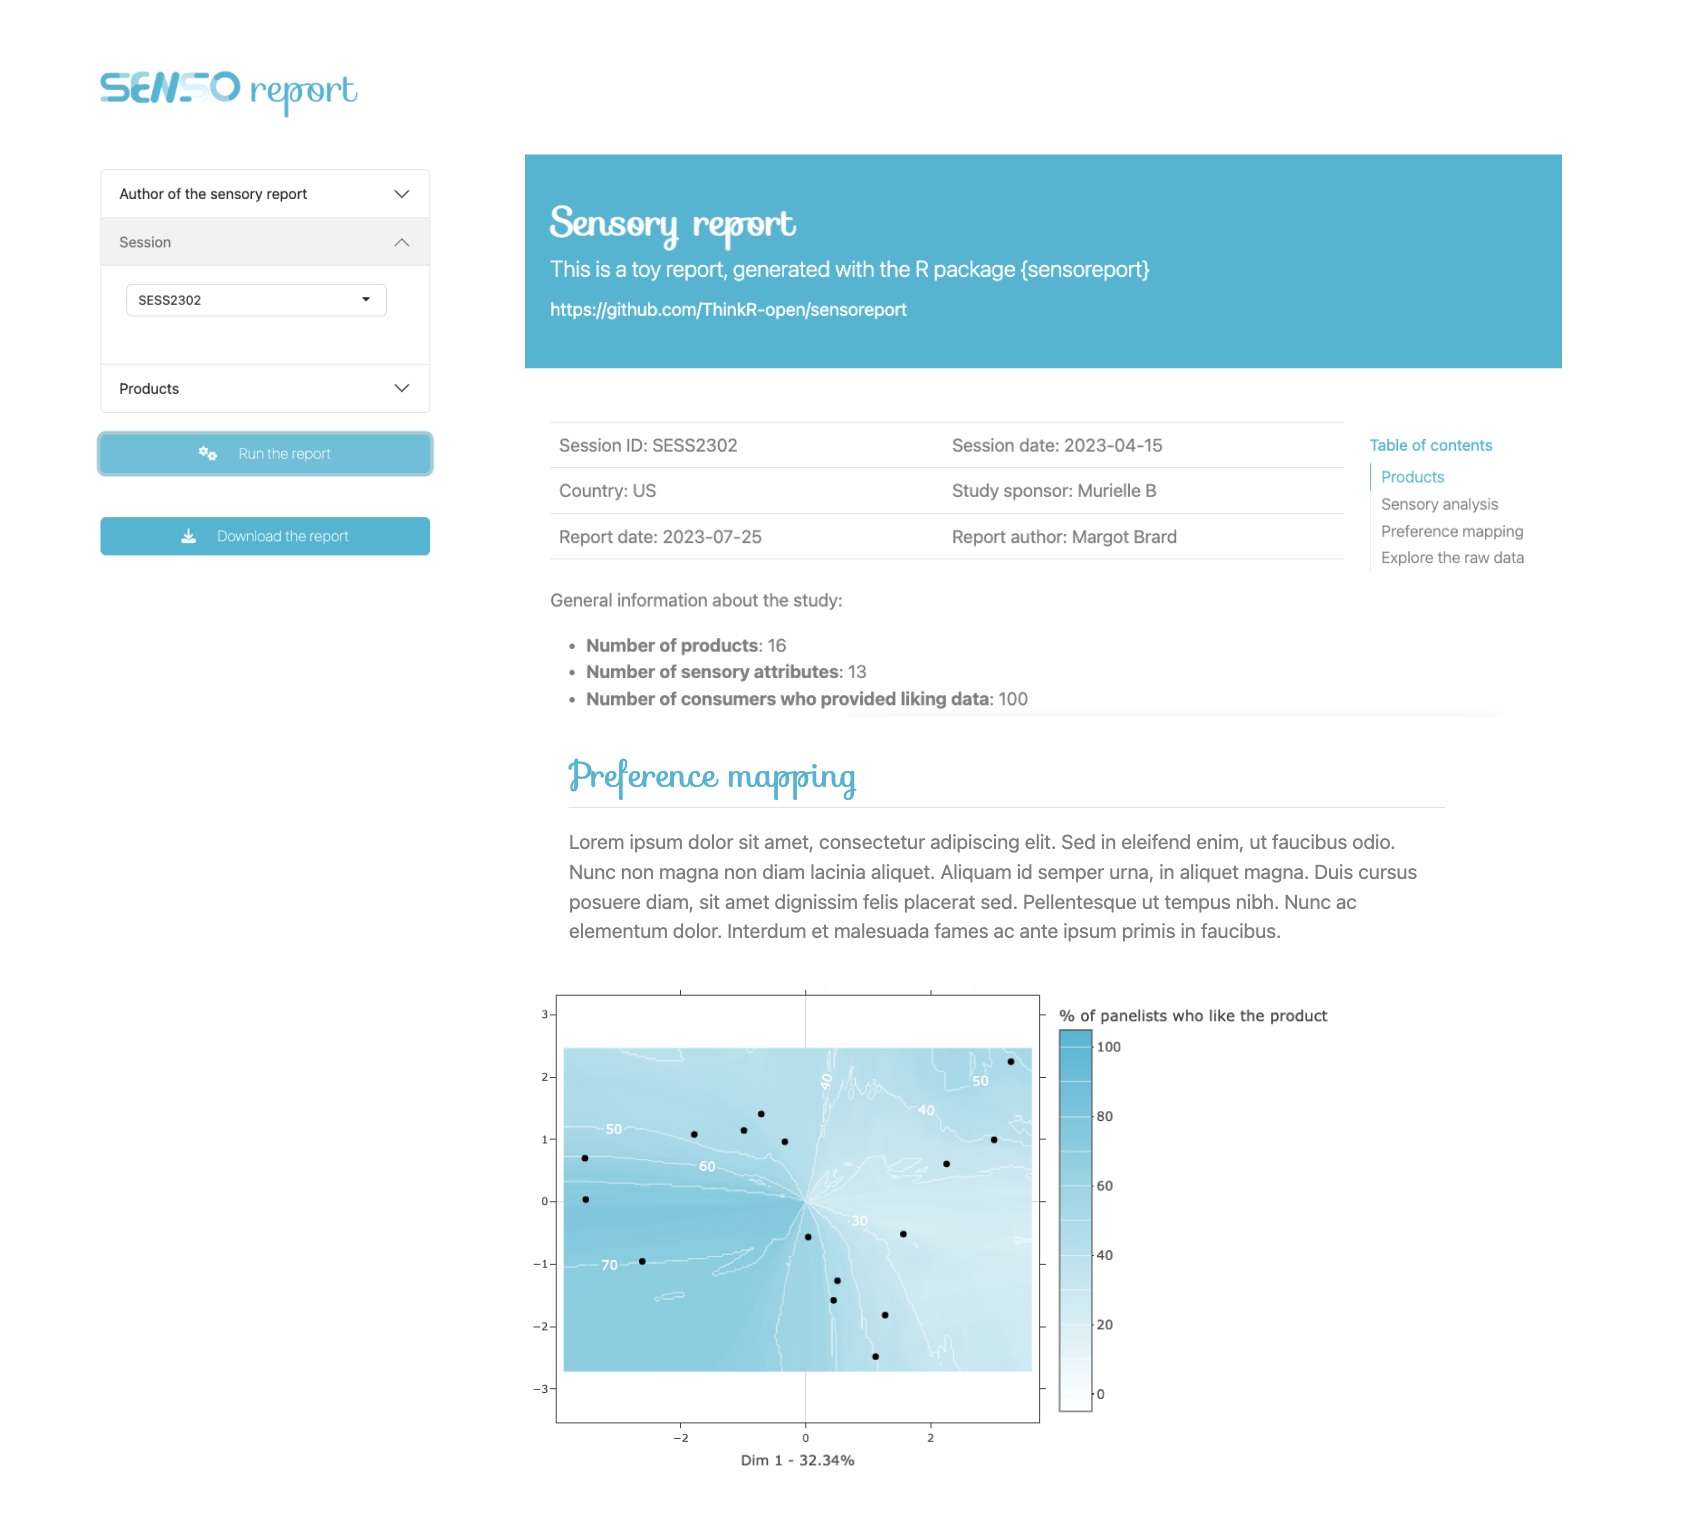 SENSO report
Author of the sensory report
Session
SESS2302
Products
Run the report
Download the report
Sensory report
This is a toy report, generated with the R package {sensoreport}
https://github.com/ThinkR-open/sensoreport
Session ID: SESS2302 Session date: 2023-04-15
Country: US Study sponsor: Murielle B
Report date: 2023-07-25 Report author: Margot Brard
Table of contents
Products
Sensory analysis
Preference mapping
Explore the raw data
General information about the study:
• Number of products: 16
• Number of sensory attributes: 13
• Number of consumers who provided liking data: 100
Preference mapping
Lorem ipsum dolor sit amet, consectetur adipiscing elit. Sed in eleifend enim, ut faucibus odio.
Nunc non magna non diam lacinia aliquet. Aliquam id semper urna, in aliquet magna. Duis cursus
posuere diam, sit amet dignissim felis placerat sed. Pellentesque ut tempus nibh. Nunc ac
elementum dolor. Interdum et malesuada fames ac ante ipsum primis in faucibus.
3
2
1
0
−1
−2
−3
40
50
40
50
60
30
70
−2 0 2
Dim 1 - 32.34%
% of panelists who like the product
100
80
60
40
20
0